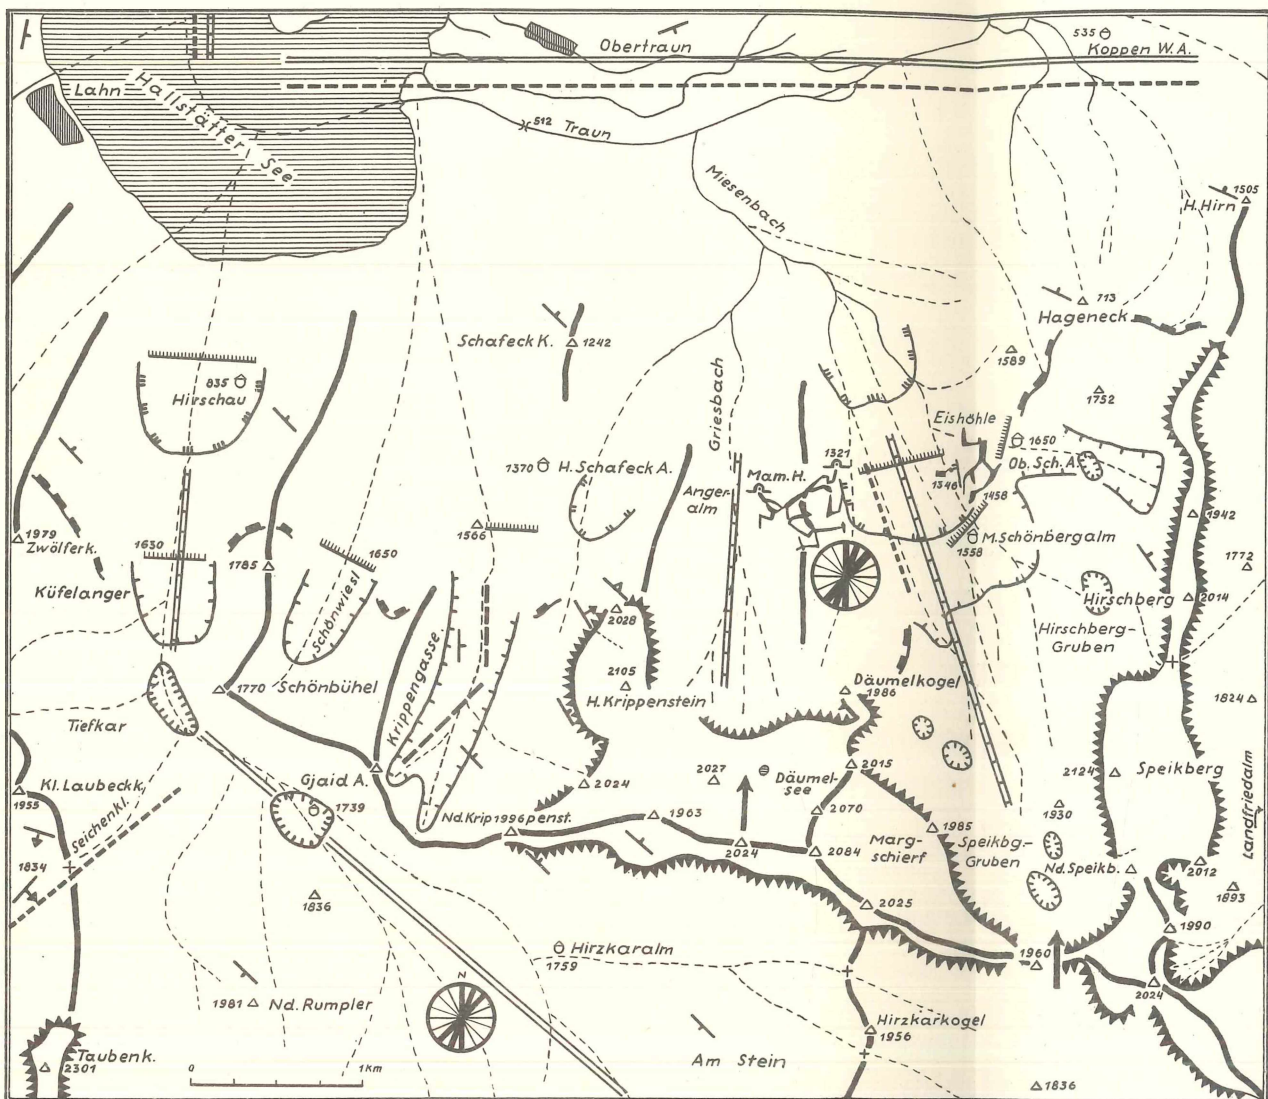 535
Koppen W.A.
Obertraun
Lahn
Hallstätter See
512 Traun
Miesenbach
1505
H. Hirn
713
Hageneck
Schafeck K.
1242
1589
835
Hirschau
1752
Griesbach
Eishöhle
1650
Ob. Sch. A.
1370 H. Schafeck A.
1321
Mam. H.
1346
1458
Anger-
alm
1942
1979
Zwölferk.
1566
M. Schönbergalm
1558
1630
1785
1650
1772
Küfelanger
Schönwiesl
Hirschberg
2014
2028
Hirschberg-
Gruben
2105
H. Krippenstein
Däumelkogel
1986
1770
Schönbühel
Krippengasse
1824
Tiefkar
2015
2124
Speikberg
Kl. Laubeckk.
1955
Gjaid A.
1739
2024
2027
Däumel-
see
Seichenkl.
1930
Landfriedalm
Nd. Krip 1996 penst.
1963
2070
1985
Marg-
schierf
Speikbg-
Gruben
1834
2024
2084
Nd. Speikb.
2012
1893
1836
2025
1990
Hirzkaralm
1759
1960
N
2024
1981 Nd. Rumpler
Hirzkarkogel
1956
Taubenk.
2301
0
1km
Am Stein
1836